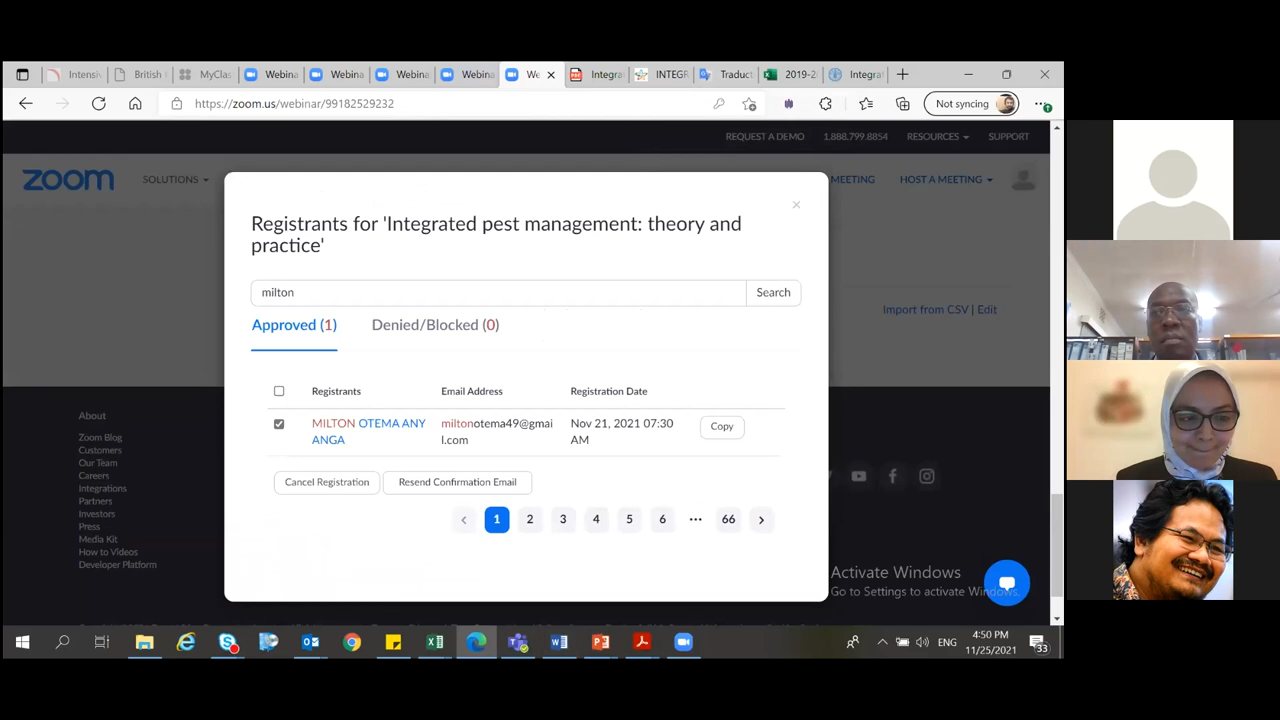 Intensiv
British
MyClas
Webina
Webina
Webina
Webina
We
Integra
INTEGR
Traduct
2019-2
Integrat
https://zoom.us/webinar/99182529232
Not syncing
REQUEST A DEMO 1.888.799.8854 RESOURCES SUPPORT
zoom SOLUTIONS MEETING HOST A MEETING
Registrants for 'Integrated pest management: theory and
practice'
milton Search
Import from CSV | Edit
Approved (1) Denied/Blocked (0)
Registrants Email Address Registration Date
MILTON OTEMA ANY miltonotema49@gmai Nov 21, 2021 07:30 Copy
ANGA l.com AM
Cancel Registration Resend Confirmation Email
1 2 3 4 5 6 ... 66
About
Zoom Blog
Customers
Our Team
Careers
Integrations
Partners
Investors
Press
Media Kit
How to Videos
Developer Platform
Activate Windows
Go to Settings to activate Windows.
ENG
4:50 PM
11/25/2021
33